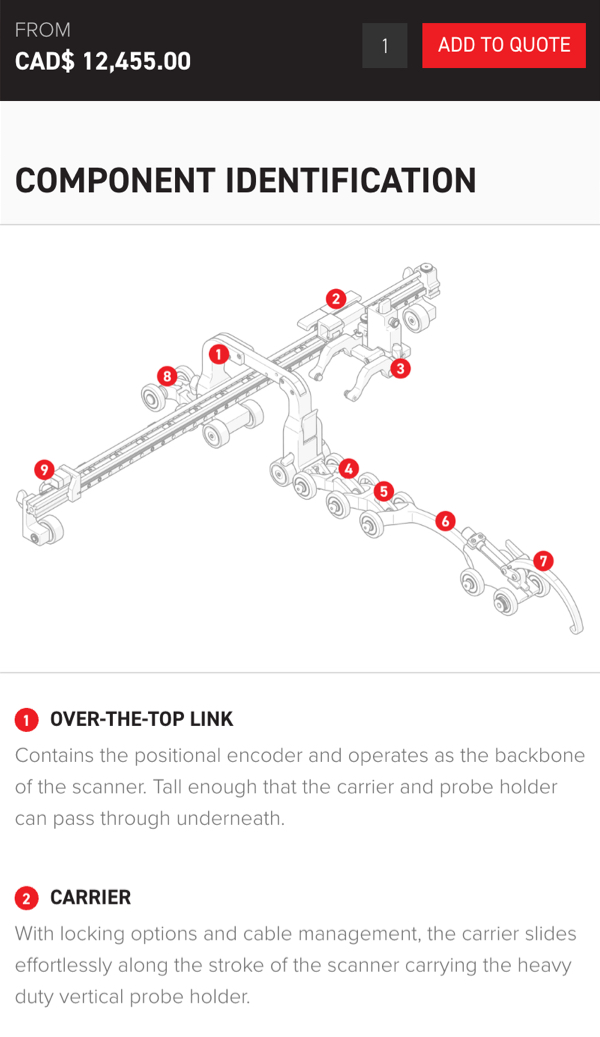 FROM
CAD$ 12,455.00
1
ADD TO QUOTE
COMPONENT IDENTIFICATION
2
1
3
8
9
4
5
6
7
1 OVER-THE-TOP LINK
Contains the positional encoder and operates as the backbone
of the scanner. Tall enough that the carrier and probe holder
can pass through underneath.
2 CARRIER
With locking options and cable management, the carrier slides
effortlessly along the stroke of the scanner carrying the heavy
duty vertical probe holder.